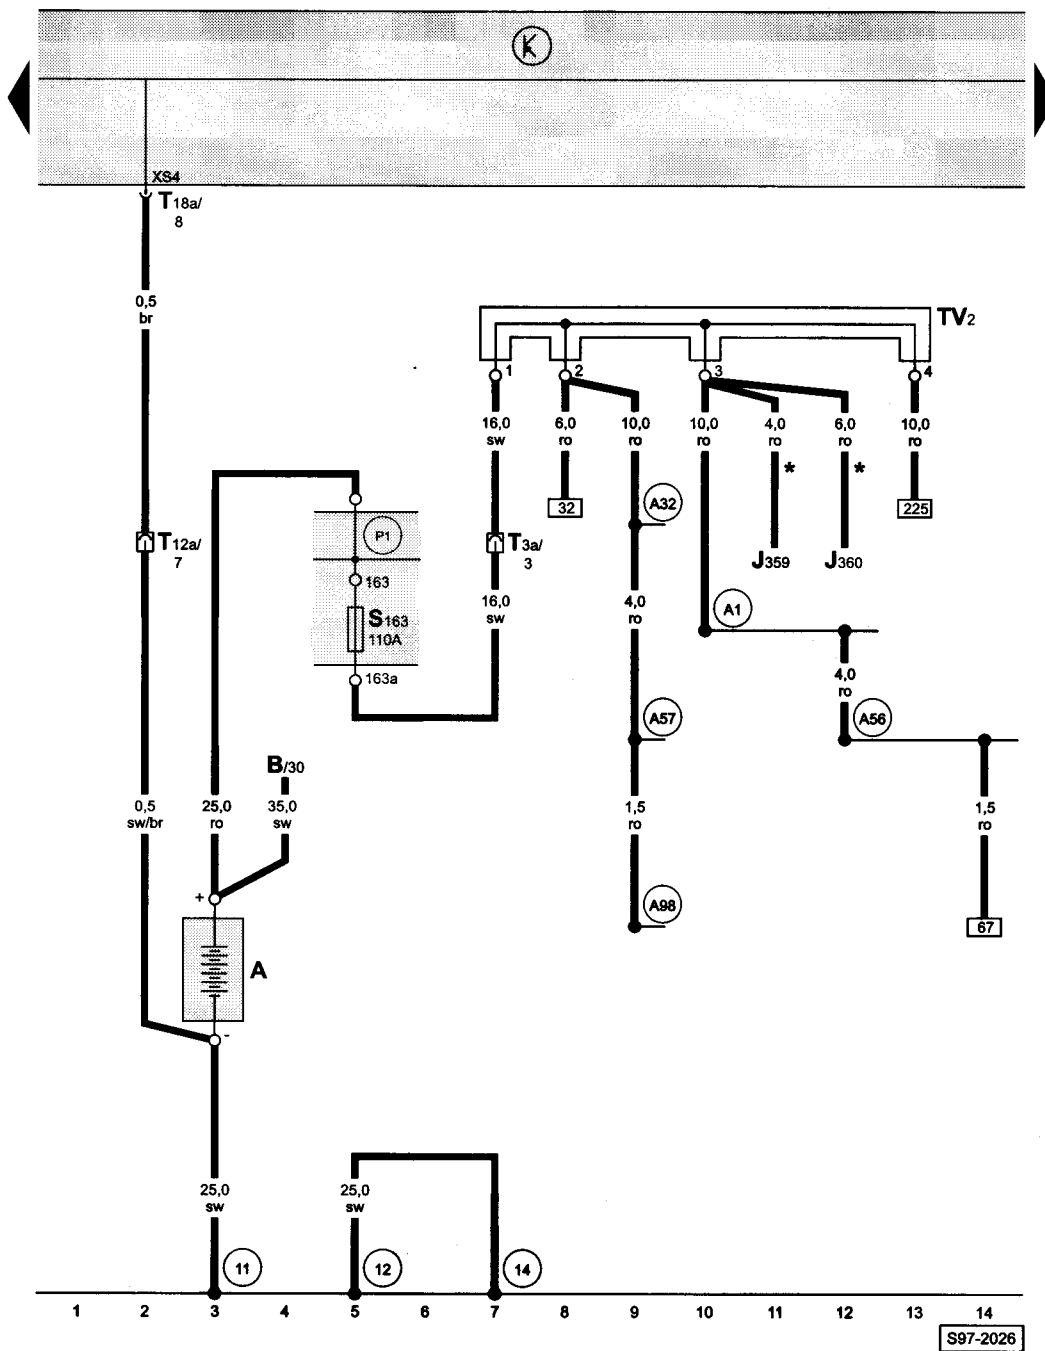 K
XS4
T18a/
8
0,5
br
TV2
1
2
3
4
16,0
sw
6,0
ro
10,0
ro
10,0
ro
4,0
ro
6,0
ro
10,0
ro
*
*
A32
32
225
P1
T12a/
7
T3a/
3
J359
J360
163
S163
110A
163a
16,0
sw
4,0
ro
A1
4,0
ro
A57
A56
B/30
0,5
sw/br
25,0
ro
35,0
sw
1,5
ro
1,5
ro
+
A98
67
A
-
25,0
sw
25,0
sw
11
12
14
1 2 3 4 5 6 7 8 9 10 11 12 13 14
S97-2026